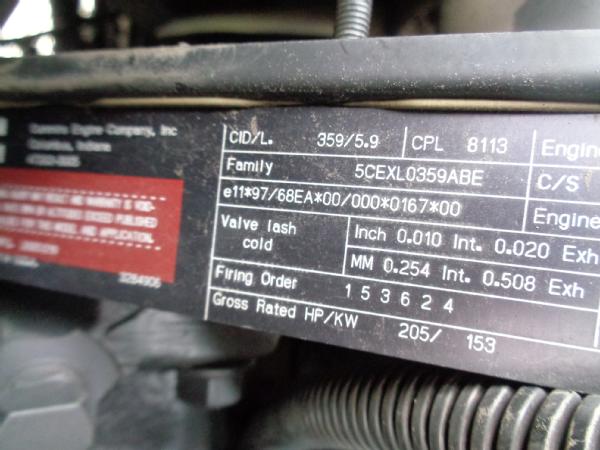 Cummins Engine Company, Inc
Columbus, Indiana
CID/L. 359/5.9 CPL 8113 Engine
Family 5CEXL0359ABE C/S
e11*97/68EA*00/000*0167*00 Engine
Valve lash cold Inch 0.010 Int. 0.020 Exh
MM 0.254 Int. 0.508 Exh
Firing Order 1 5 3 6 2 4
Gross Rated HP/KW 205/ 153
3284906